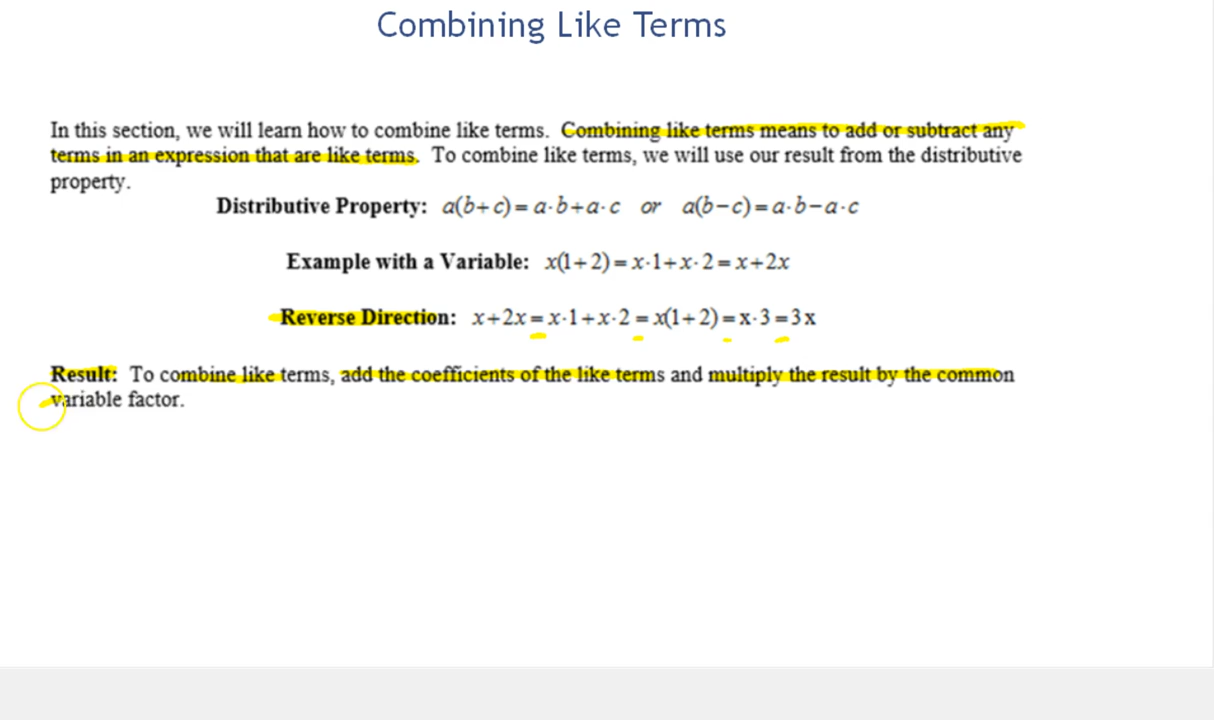 Combining Like Terms
In this section, we will learn how to combine like terms. Combining like terms means to add or subtract any
terms in an expression that are like terms. To combine like terms, we will use our result from the distributive
property.
Distributive Property: a(b+c)=a·b+a·c or a(b−c)=a·b−a·c
Example with a Variable: x(1+2)=x·1+x·2=x+2x
Reverse Direction: x+2x=x·1+x·2=x(1+2)=x·3=3x
Result: To combine like terms, add the coefficients of the like terms and multiply the result by the common
variable factor.